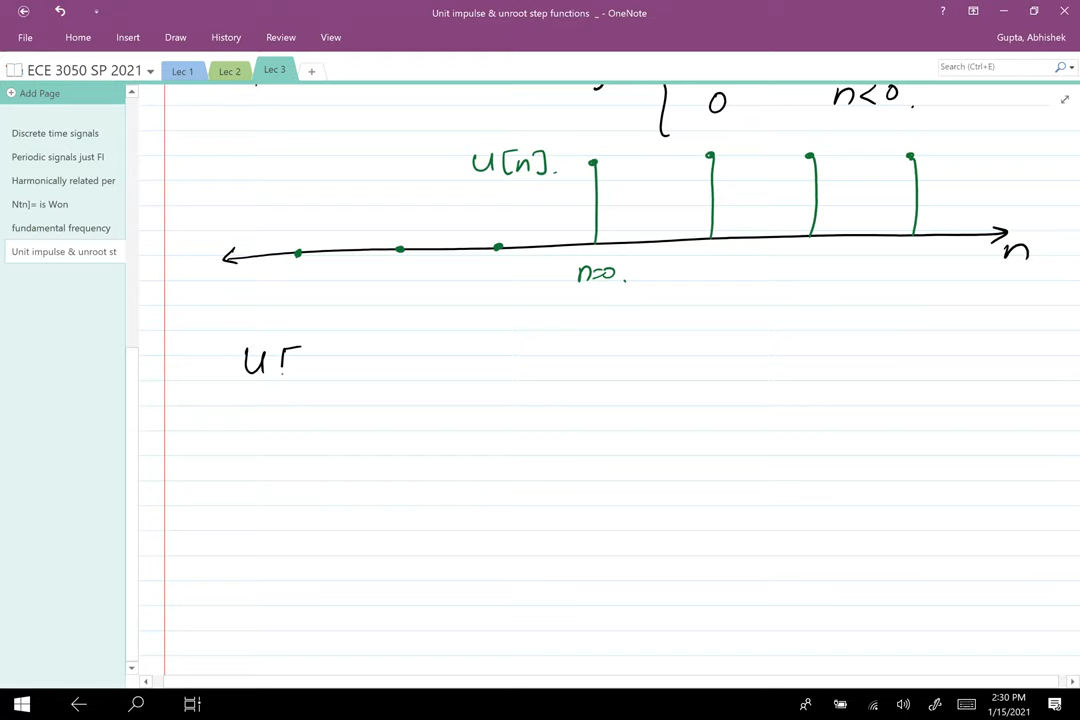 Unit impulse & unroot step functions _ - OneNote
File Home Insert Draw History Review View
Gupta, Abhishek
ECE 3050 SP 2021
Lec 1 Lec 2 Lec 3 +
Search (Ctrl+E)
Add Page
Discrete time signals
Periodic signals just FI
Harmonically related per
Ntn]= is Won
fundamental frequency
Unit impulse & unroot st
0 n<0.
u[n].
n
n=0.
u[
2:30 PM
1/15/2021